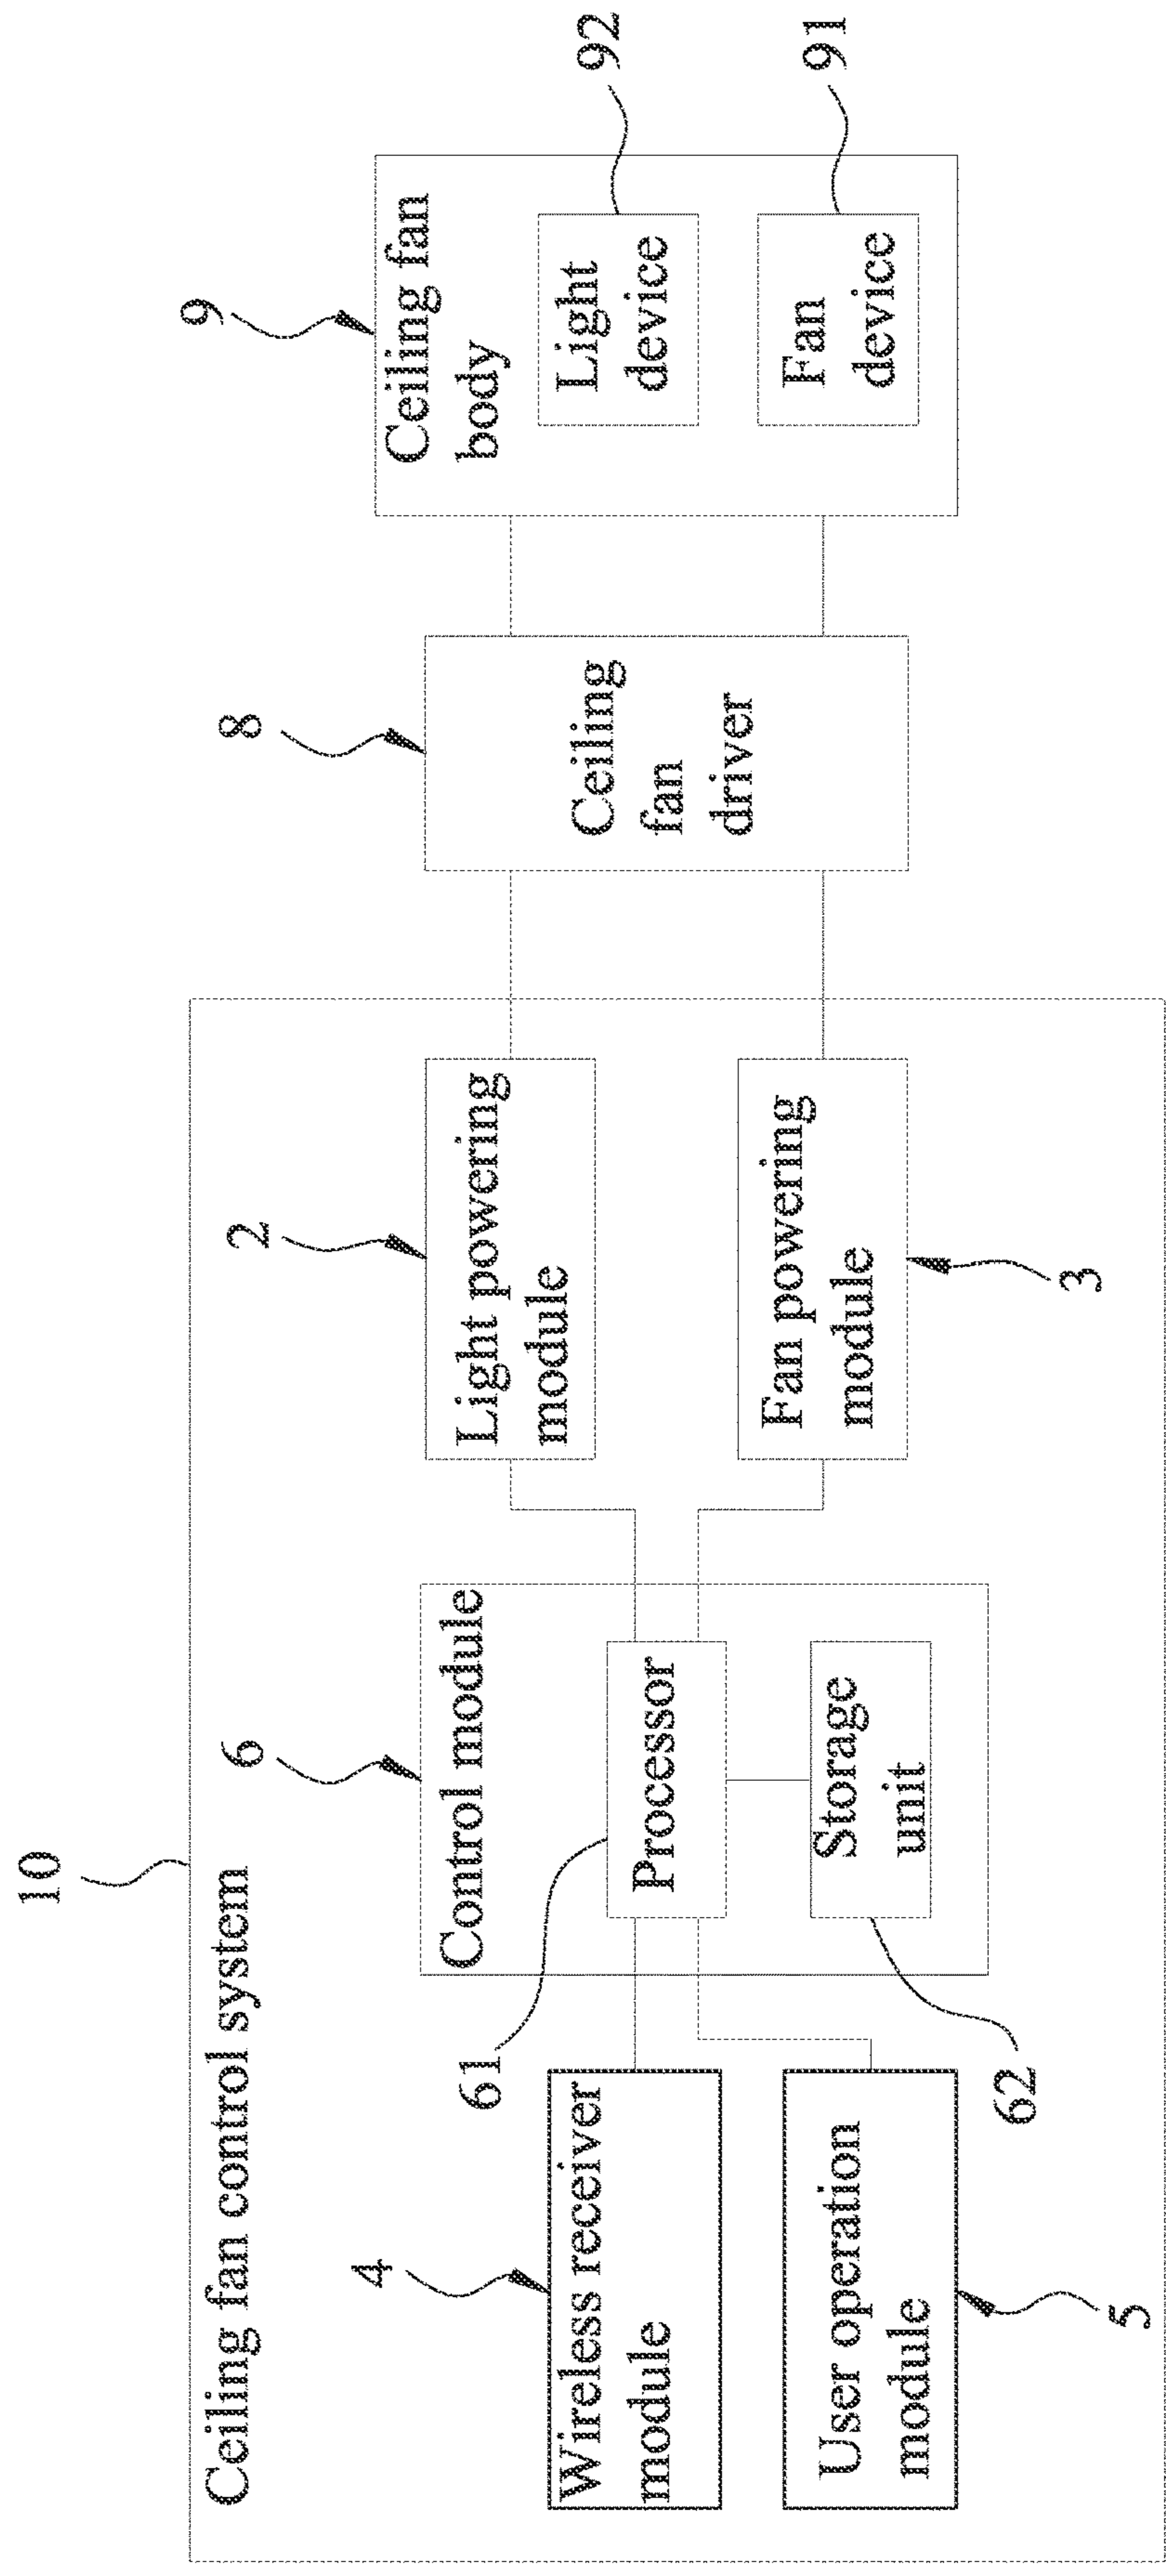 10
Ceiling fan control system
4
Wireless receiver
module
User operation
module
5
6
Control module
61
Processor
Storage
unit
62
2
Light powering
module
Fan powering
module
3
8
Ceiling
fan
driver
9
Ceiling fan
body
Light
device
92
Fan
device
91